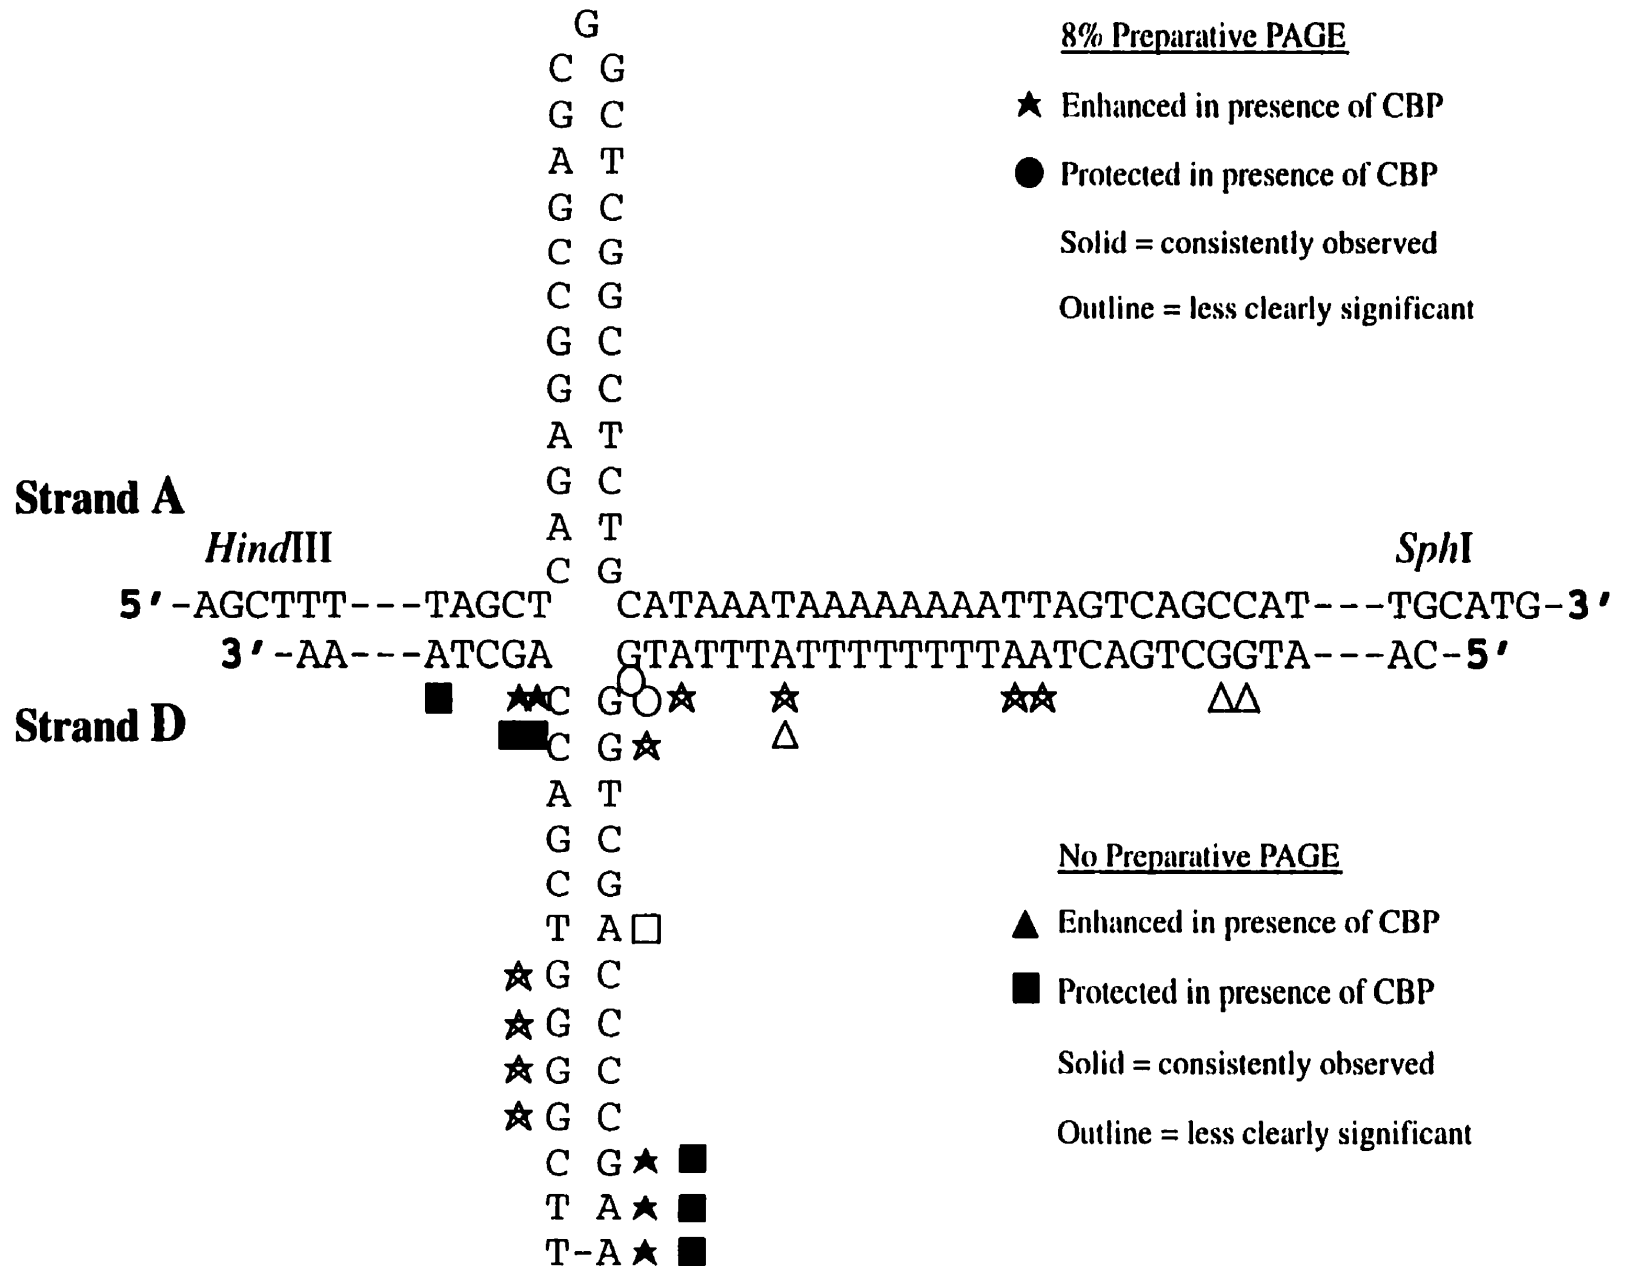 G
C G
G C
A T
G C
C G
C G
G C
G C
A T
G C
A T
C G
8% Preparative PAGE
Enhanced in presence of CBP
Protected in presence of CBP
Solid = consistently observed
Outline = less clearly significant
Strand A
HindIII
SphI
5'-AGCTTT---TAGCT CATAAATAAAAAAAATTAGTCAGCCAT---TGCATG-3'
3'-AA---ATCGA GTATTTATTTTTTTTAATCAGTCGGTA---AC-5'
Strand D
C G
C G
A T
G C
C G
T A
G C
G C
G C
G C
C G
T A
T-A
No Preparative PAGE
Enhanced in presence of CBP
Protected in presence of CBP
Solid = consistently observed
Outline = less clearly significant